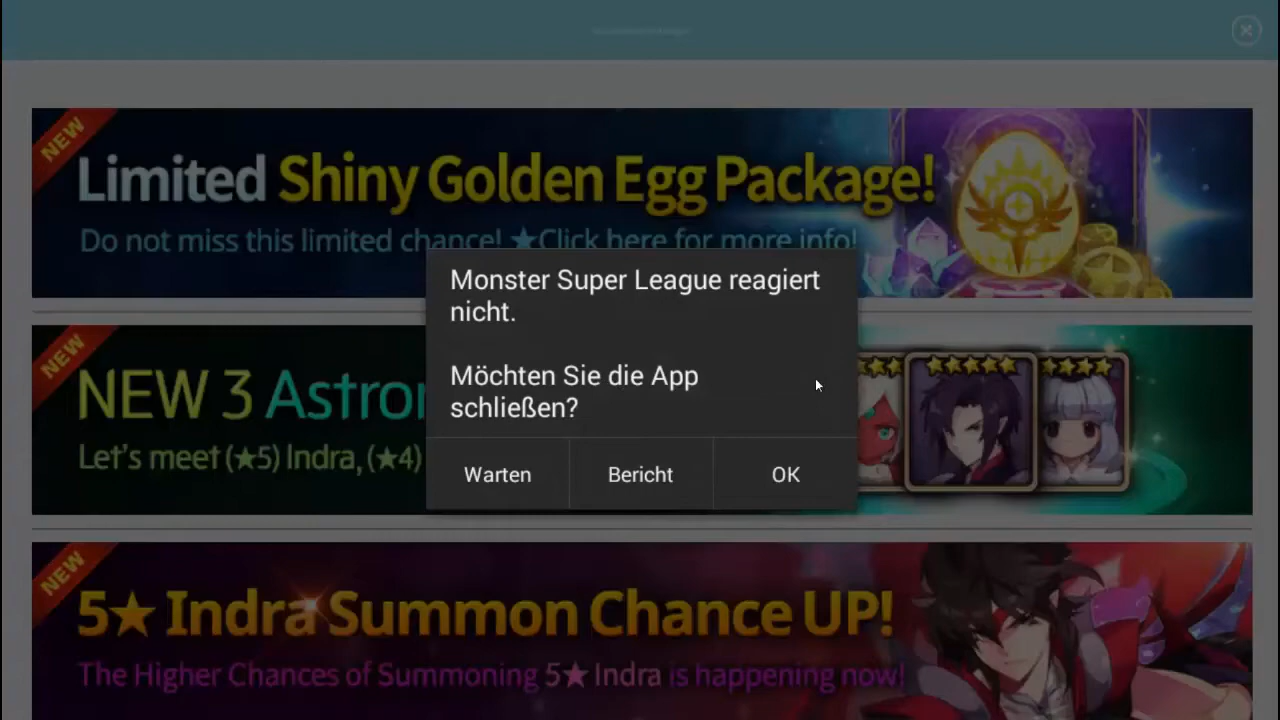 NEW
Limited Shiny Golden Egg Package!
Do not miss this limited chance! ★Click here for more info!
Monster Super League reagiert
nicht.
Möchten Sie die App
schließen?
Warten Bericht OK
NEW
NEW 3
Let's meet (★5) Indra, (★4)
NEW
5★ Indra Summon Chance UP!
The Higher Chances of Summoning 5★ Indra is happening now!